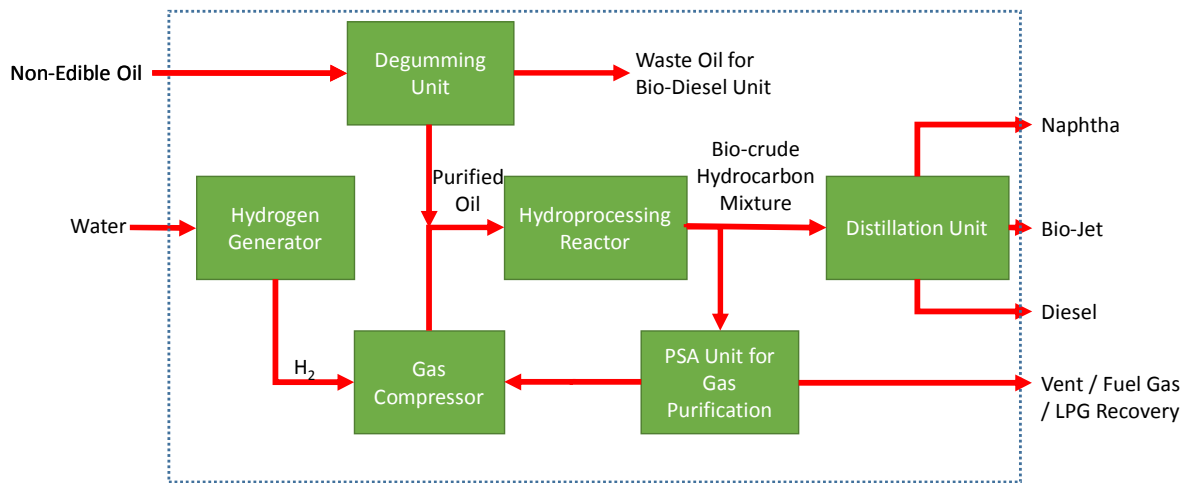 Non-Edible Oil
Degumming
Unit
Waste Oil for
Bio-Diesel Unit
Naphtha
Purified
Oil
Bio-crude
Hydrocarbon
Mixture
Water
Hydrogen
Generator
Hydroprocessing
Reactor
Distillation Unit
Bio-Jet
Diesel
H₂
Gas
Compressor
PSA Unit for
Gas
Purification
Vent / Fuel Gas
/ LPG Recovery